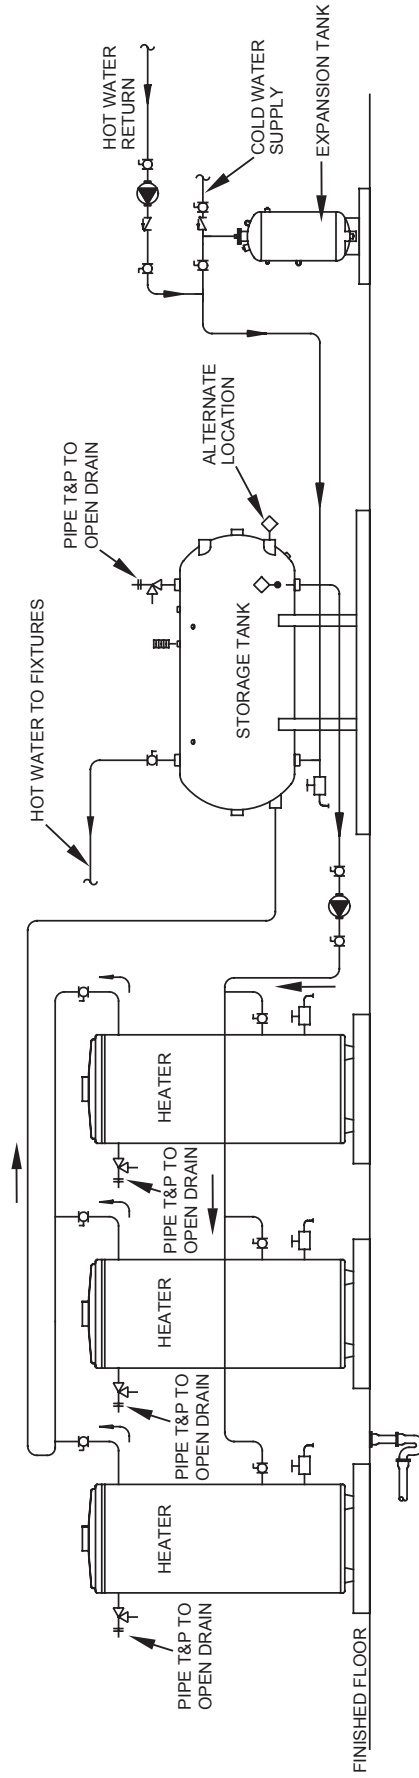 HOT WATER
RETURN
COLD WATER
SUPPLY
EXPANSION TANK
PIPE T&P TO
OPEN DRAIN
ALTERNATE
LOCATION
HOT WATER TO FIXTURES
STORAGE TANK
HEATER
PIPE T&P TO
OPEN DRAIN
HEATER
PIPE T&P TO
OPEN DRAIN
HEATER
PIPE T&P TO
OPEN DRAIN
FINISHED FLOOR